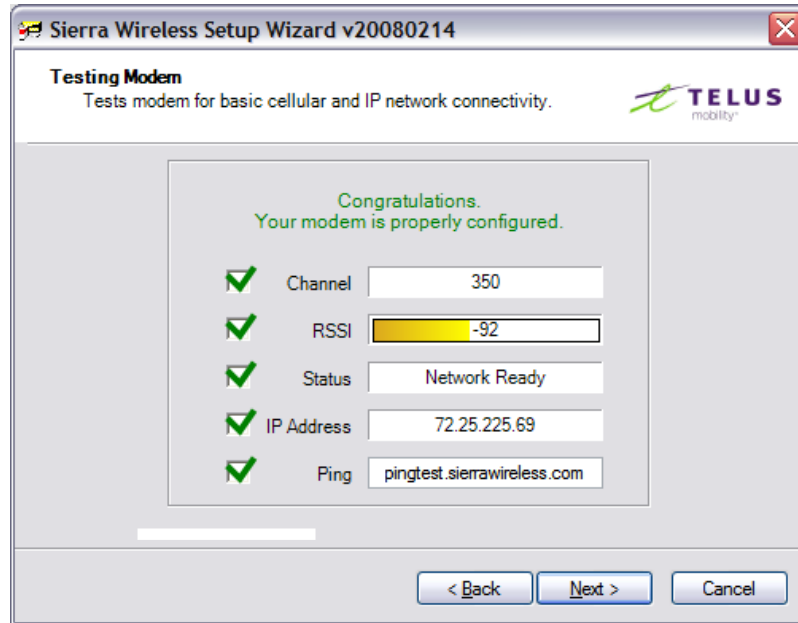 Sierra Wireless Setup Wizard v20080214
Testing Modem
Tests modem for basic cellular and IP network connectivity.
TELUS
mobility
Congratulations.
Your modem is properly configured.
Channel 350
RSSI -92
Status Network Ready
IP Address 72.25.225.69
Ping pingtest.sierrawireless.com
< Back Next > Cancel